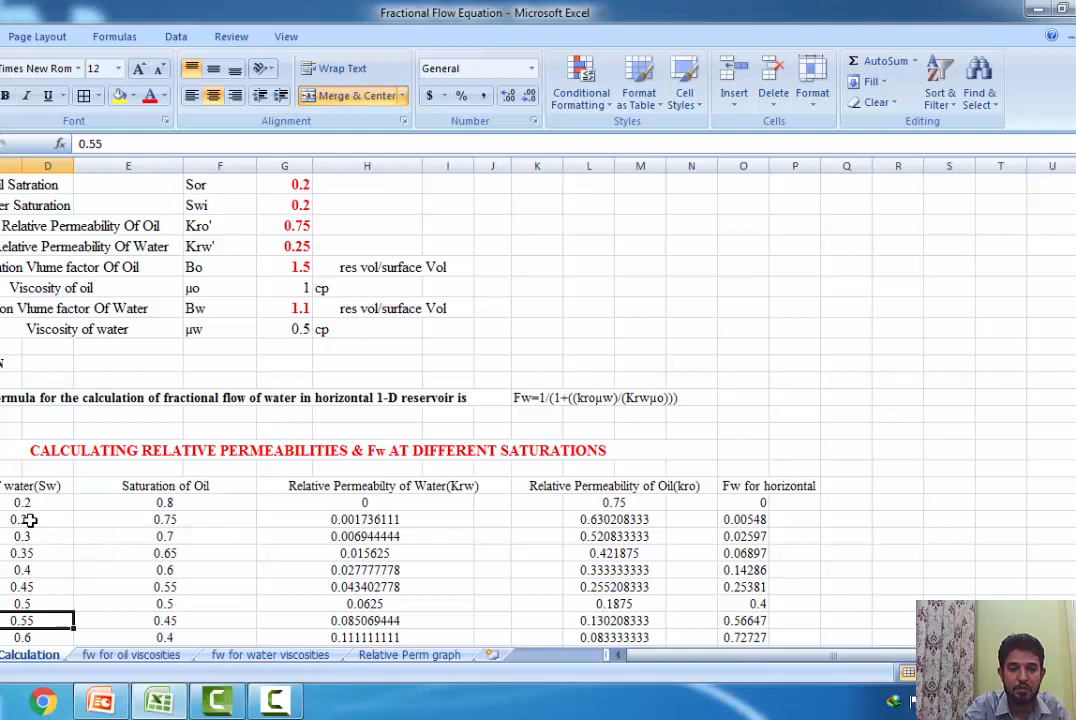 Fractional Flow Equation - Microsoft Excel
Page Layout Formulas Data Review View
Times New Rom 12 A A Wrap Text General Conditional Formatting Format as Table Cell Styles Insert Delete Format Σ AutoSum Fill Clear Sort & Filter Find & Select
B I U A Merge & Center $ % ,
Font Alignment Number Styles Cells Editing
fx 0.55
D E F G H I J K L M N O P Q R S T U
il Satration Sor 0.2
er Saturation Swi 0.2
Relative Permeability Of Oil Kro' 0.75
Relative Permeability Of Water Krw' 0.25
tion Vlume factor Of Oil Bo 1.5 res vol/surface Vol
Viscosity of oil μo 1 cp
on Vlume factor Of Water Bw 1.1 res vol/surface Vol
Viscosity of water μw 0.5 cp
N
rmula for the calculation of fractional flow of water in horizontal 1-D reservoir is Fw=1/(1+((kroμw)/(Krwμo)))
CALCULATING RELATIVE PERMEABILITIES & Fw AT DIFFERENT SATURATIONS
f water(Sw) Saturation of Oil Relative Permeabilty of Water(Krw) Relative Permeability of Oil(kro) Fw for horizontal
0.2 0.8 0 0.75 0
0.75 0.001736111 0.630208333 0.00548
0.3 0.7 0.006944444 0.520833333 0.02597
0.35 0.65 0.015625 0.421875 0.06897
0.4 0.6 0.027777778 0.333333333 0.14286
0.45 0.55 0.043402778 0.255208333 0.25381
0.5 0.5 0.0625 0.1875 0.4
0.55 0.45 0.085069444 0.130208333 0.56647
0.6 0.4 0.111111111 0.083333333 0.72727
Calculation fw for oil viscosities fw for water viscosities Relative Perm graph